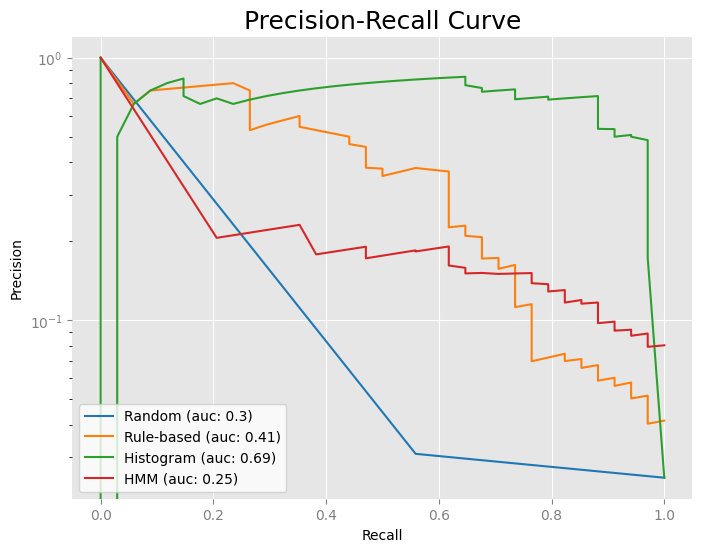 Precision-Recall Curve
Precision
10⁰
10⁻¹
Random (auc: 0.3)
Rule-based (auc: 0.41)
Histogram (auc: 0.69)
HMM (auc: 0.25)
0.0 0.2 0.4 0.6 0.8 1.0
Recall